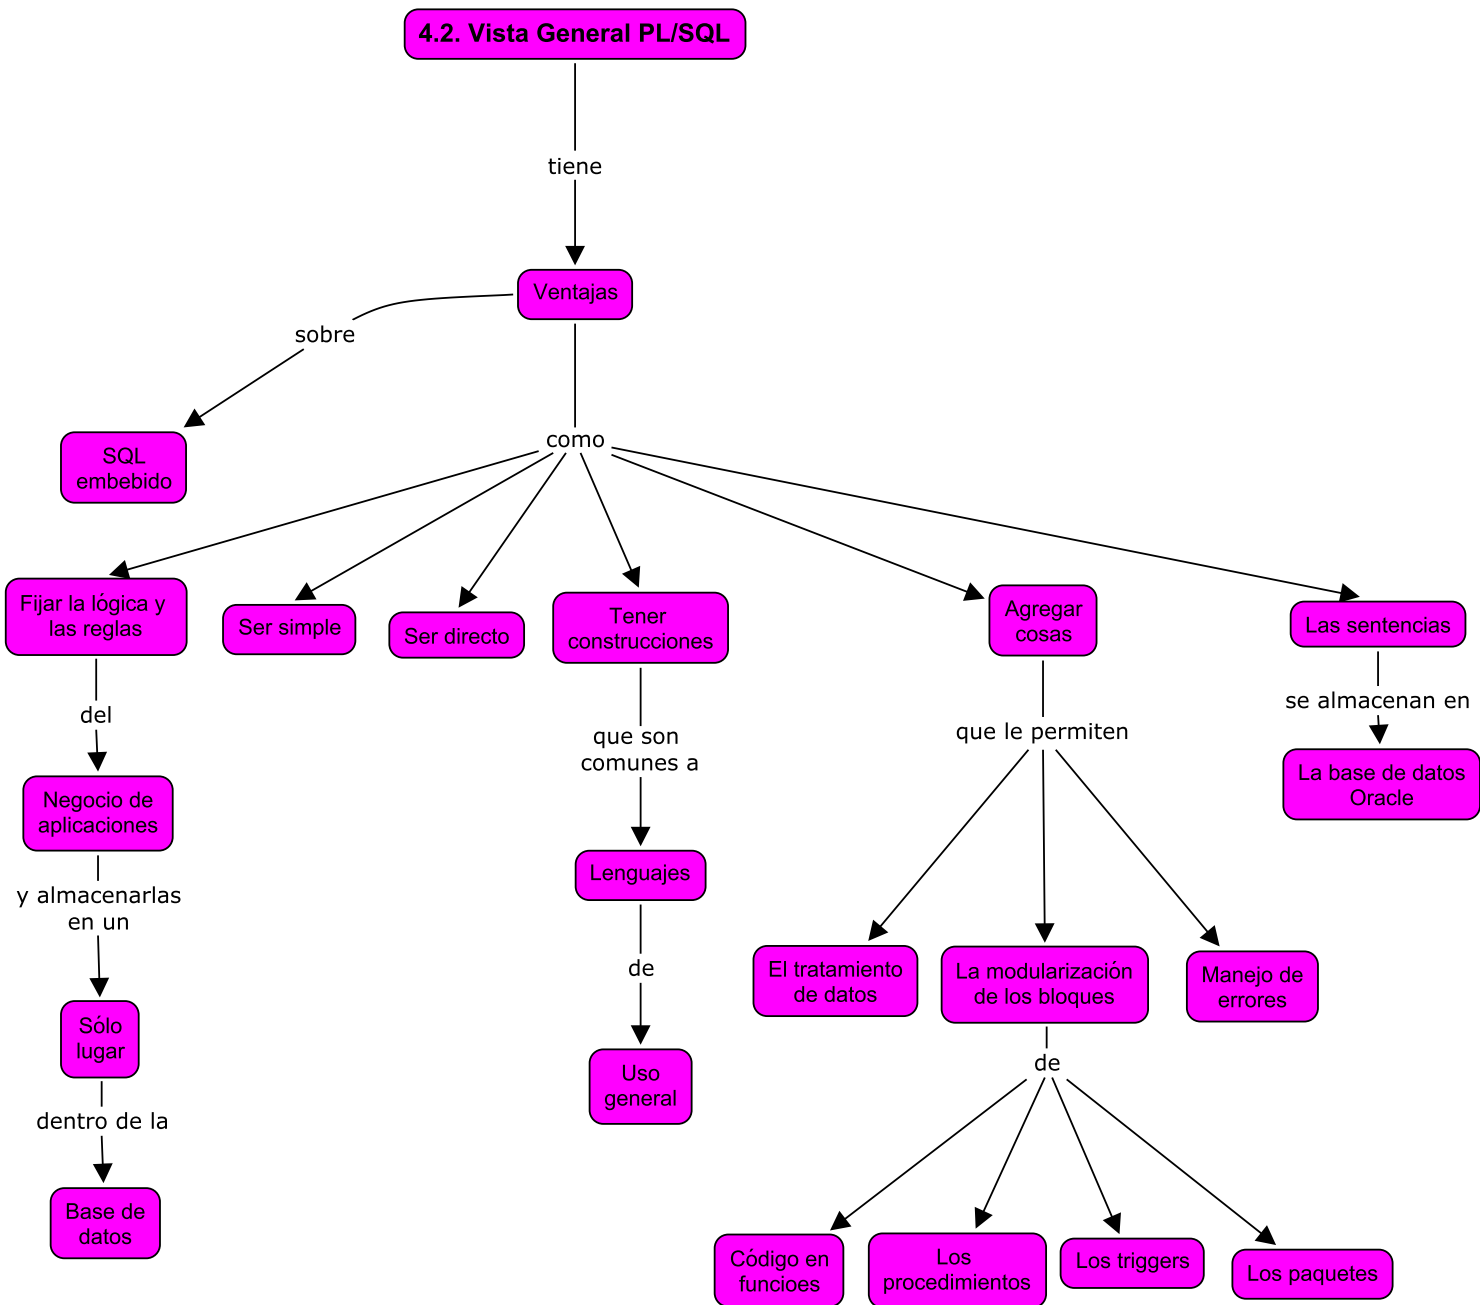 4.2. Vista General PL/SQL
tiene
Ventajas
sobre
SQL
embebido
como
Fijar la lógica y
las reglas
Ser simple
Ser directo
Tener
construcciones
Agregar
cosas
Las sentencias
del
que son
comunes a
que le permiten
se almacenan en
Negocio de
aplicaciones
La base de datos
Oracle
y almacenarlas
en un
Lenguajes
de
El tratamiento
de datos
La modularización
de los bloques
Manejo de
errores
Sólo
lugar
Uso
general
de
dentro de la
Base de
datos
Código en
funcioes
Los
procedimientos
Los triggers
Los paquetes